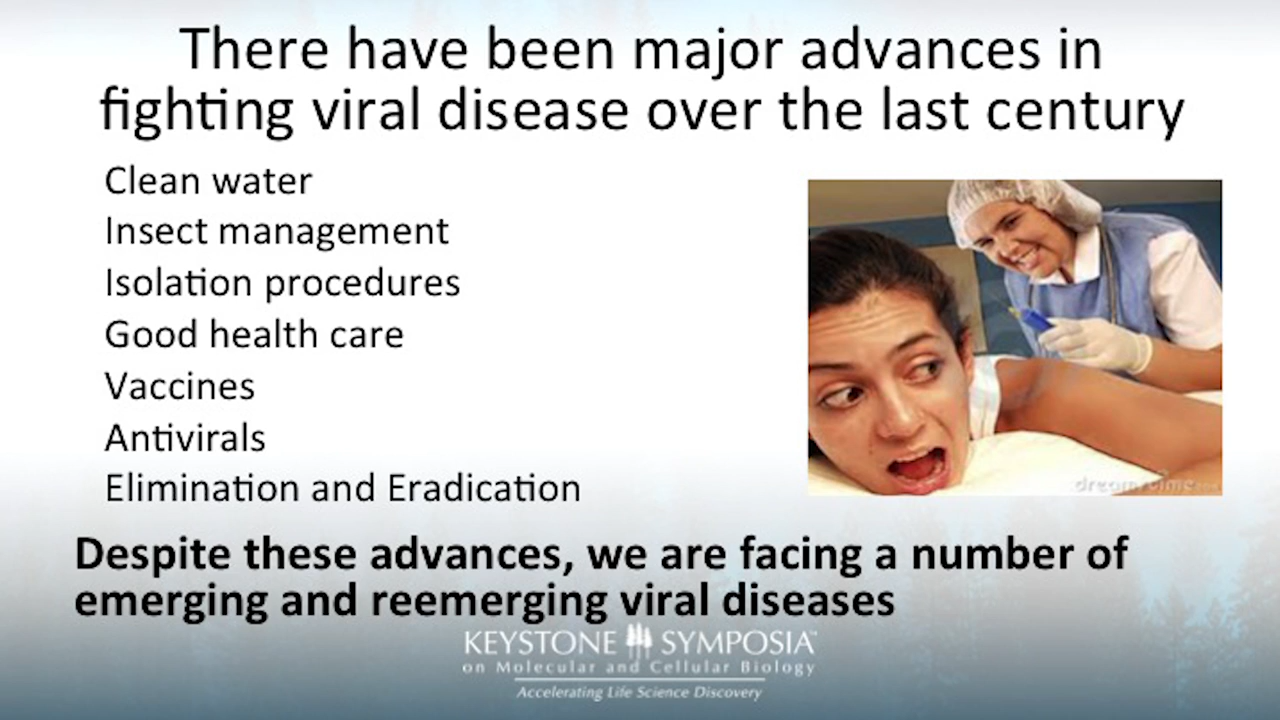 There have been major advances in
fighting viral disease over the last century
Clean water
Insect management
Isolation procedures
Good health care
Vaccines
Antivirals
Elimination and Eradication
dreamstime
Despite these advances, we are facing a number of
emerging and reemerging viral diseases
KEYSTONE SYMPOSIA™
on Molecular and Cellular Biology
Accelerating Life Science Discovery